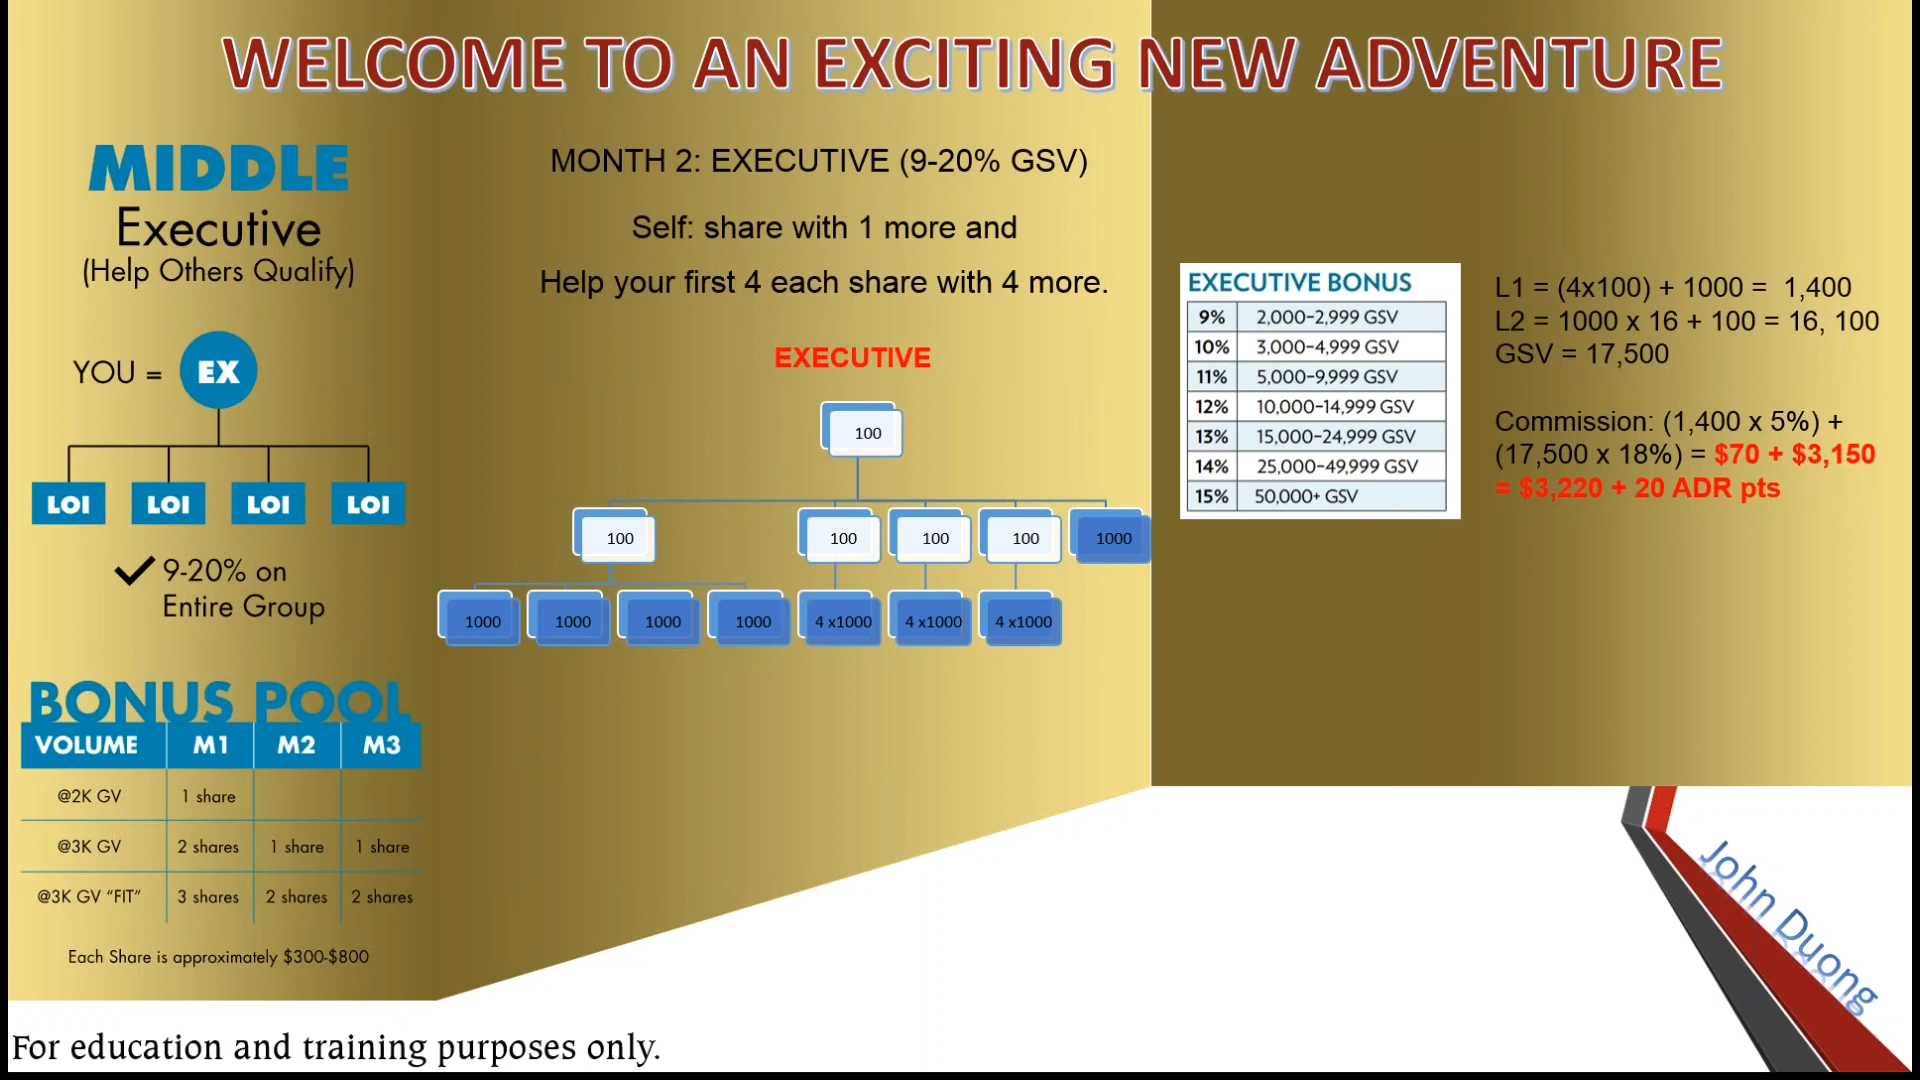 WELCOME TO AN EXCITING NEW ADVENTURE
MIDDLE
Executive
(Help Others Qualify)
YOU = EX
LOI LOI LOI LOI
9-20% on
Entire Group
BONUS POOL
VOLUME M1 M2 M3
@2K GV 1 share
@3K GV 2 shares 1 share 1 share
@3K GV “FIT” 3 shares 2 shares 2 shares
Each Share is approximately $300-$800
MONTH 2: EXECUTIVE (9-20% GSV)
Self: share with 1 more and
Help your first 4 each share with 4 more.
EXECUTIVE
100
100 100 100 100 1000
1000 1000 1000 1000 4 x1000 4 x1000 4 x1000
EXECUTIVE BONUS
9% 2,000-2,999 GSV
10% 3,000-4,999 GSV
11% 5,000-9,999 GSV
12% 10,000-14,999 GSV
13% 15,000-24,999 GSV
14% 25,000-49,999 GSV
15% 50,000+ GSV
L1 = (4x100) + 1000 = 1,400
L2 = 1000 x 16 + 100 = 16, 100
GSV = 17,500
Commission: (1,400 x 5%) +
(17,500 x 18%) = $70 + $3,150
= $3,220 + 20 ADR pts
John Duong
For education and training purposes only.